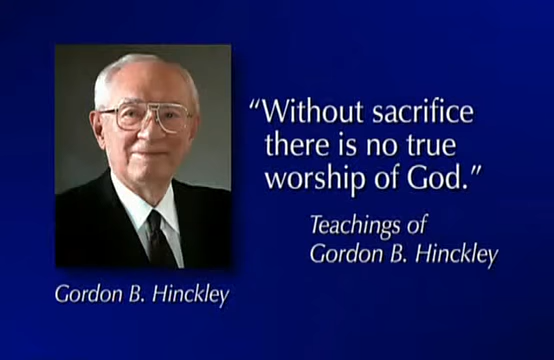 “Without sacrifice
there is no true
worship of God.”
Teachings of
Gordon B. Hinckley
Gordon B. Hinckley